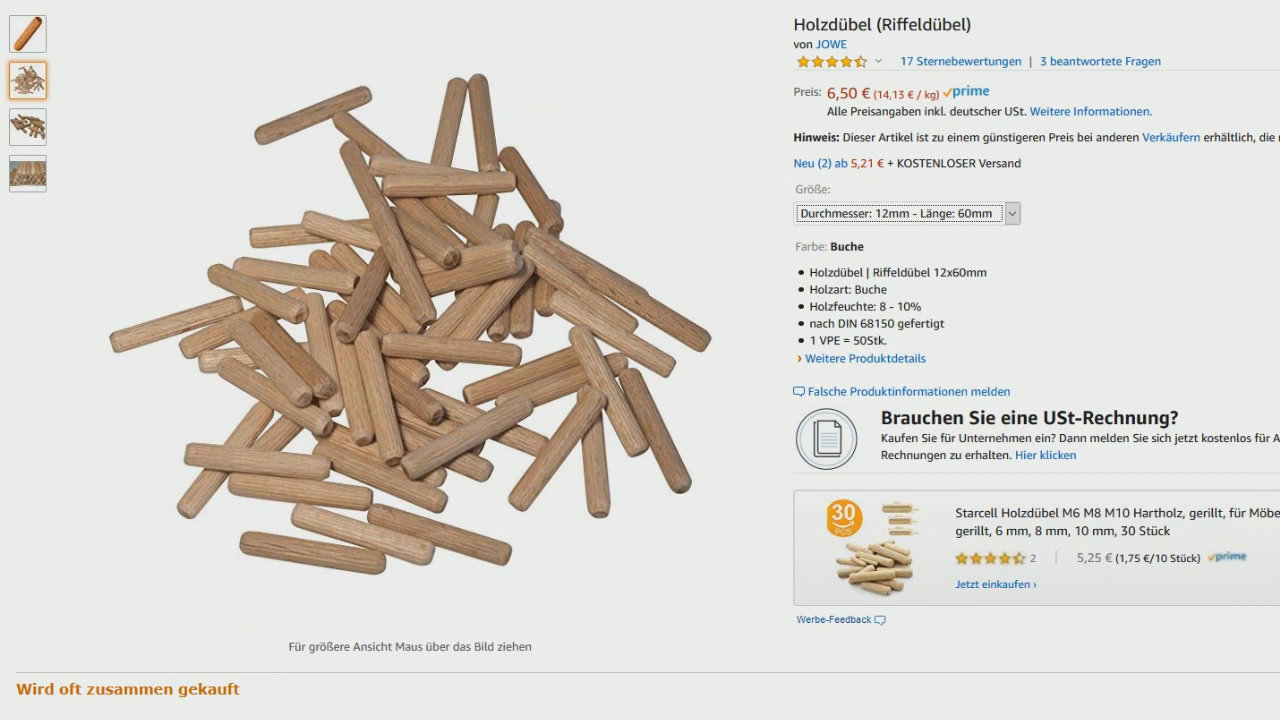 Holzdübel (Riffeldübel)
von JOWE
17 Sternebewertungen | 3 beantwortete Fragen
Preis: 6,50 € (14,13 € / kg) prime
Alle Preisangaben inkl. deutscher USt. Weitere Informationen.
Hinweis: Dieser Artikel ist zu einem günstigeren Preis bei anderen Verkäufern erhältlich, die
Neu (2) ab 5,21 € + KOSTENLOSER Versand
Größe:
Durchmesser: 12mm - Länge: 60mm
Farbe: Buche
• Holzdübel | Riffeldübel 12x60mm
• Holzart: Buche
• Holzfeuchte: 8 - 10%
• nach DIN 68150 gefertigt
• 1 VPE = 50Stk.
› Weitere Produktdetails
Falsche Produktinformationen melden
Brauchen Sie eine USt-Rechnung?
Kaufen Sie für Unternehmen ein? Dann melden Sie sich jetzt kostenlos für A
Rechnungen zu erhalten. Hier klicken
30
PCS
Starcell Holzdübel M6 M8 M10 Hartholz, gerillt, für Möbe
gerillt, 6 mm, 8 mm, 10 mm, 30 Stück
2 | 5,25 € (1,75 €/10 Stück) prime
Jetzt einkaufen ›
Werbe-Feedback
Für größere Ansicht Maus über das Bild ziehen
Wird oft zusammen gekauft